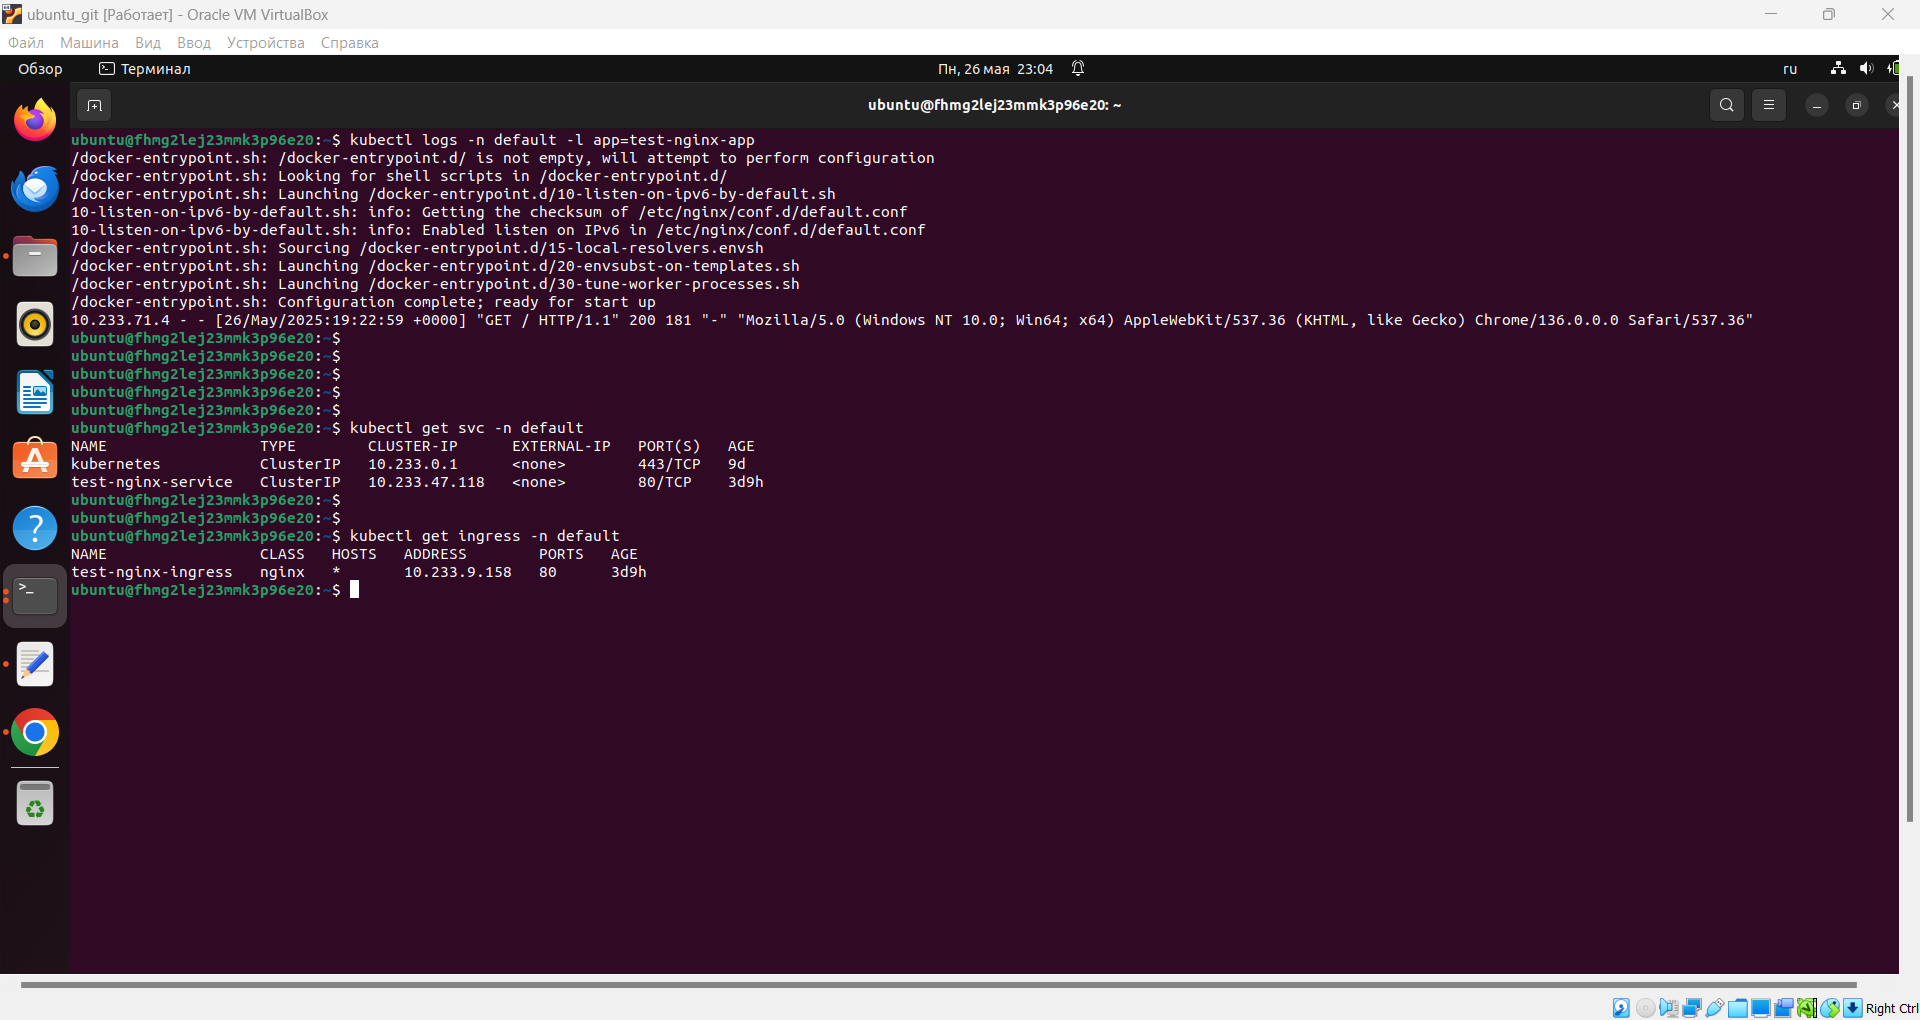 ubuntu_git [Работает] - Oracle VM VirtualBox
Файл Машина Вид Ввод Устройства Справка
Обзор Терминал Пн, 26 мая 23:04 ru
ubuntu@fhmg2lej23mmk3p96e20: ~
ubuntu@fhmg2lej23mmk3p96e20:~$ kubectl logs -n default -l app=test-nginx-app
/docker-entrypoint.sh: /docker-entrypoint.d/ is not empty, will attempt to perform configuration
/docker-entrypoint.sh: Looking for shell scripts in /docker-entrypoint.d/
/docker-entrypoint.sh: Launching /docker-entrypoint.d/10-listen-on-ipv6-by-default.sh
10-listen-on-ipv6-by-default.sh: info: Getting the checksum of /etc/nginx/conf.d/default.conf
10-listen-on-ipv6-by-default.sh: info: Enabled listen on IPv6 in /etc/nginx/conf.d/default.conf
/docker-entrypoint.sh: Sourcing /docker-entrypoint.d/15-local-resolvers.envsh
/docker-entrypoint.sh: Launching /docker-entrypoint.d/20-envsubst-on-templates.sh
/docker-entrypoint.sh: Launching /docker-entrypoint.d/30-tune-worker-processes.sh
/docker-entrypoint.sh: Configuration complete; ready for start up
10.233.71.4 - - [26/May/2025:19:22:59 +0000] "GET / HTTP/1.1" 200 181 "-" "Mozilla/5.0 (Windows NT 10.0; Win64; x64) AppleWebKit/537.36 (KHTML, like Gecko) Chrome/136.0.0.0 Safari/537.36"
ubuntu@fhmg2lej23mmk3p96e20:~$
ubuntu@fhmg2lej23mmk3p96e20:~$
ubuntu@fhmg2lej23mmk3p96e20:~$
ubuntu@fhmg2lej23mmk3p96e20:~$
ubuntu@fhmg2lej23mmk3p96e20:~$
ubuntu@fhmg2lej23mmk3p96e20:~$ kubectl get svc -n default
NAME TYPE CLUSTER-IP EXTERNAL-IP PORT(S) AGE
kubernetes ClusterIP 10.233.0.1 <none> 443/TCP 9d
test-nginx-service ClusterIP 10.233.47.118 <none> 80/TCP 3d9h
ubuntu@fhmg2lej23mmk3p96e20:~$
ubuntu@fhmg2lej23mmk3p96e20:~$
ubuntu@fhmg2lej23mmk3p96e20:~$ kubectl get ingress -n default
NAME CLASS HOSTS ADDRESS PORTS AGE
test-nginx-ingress nginx * 10.233.9.158 80 3d9h
ubuntu@fhmg2lej23mmk3p96e20:~$
Right Ctrl